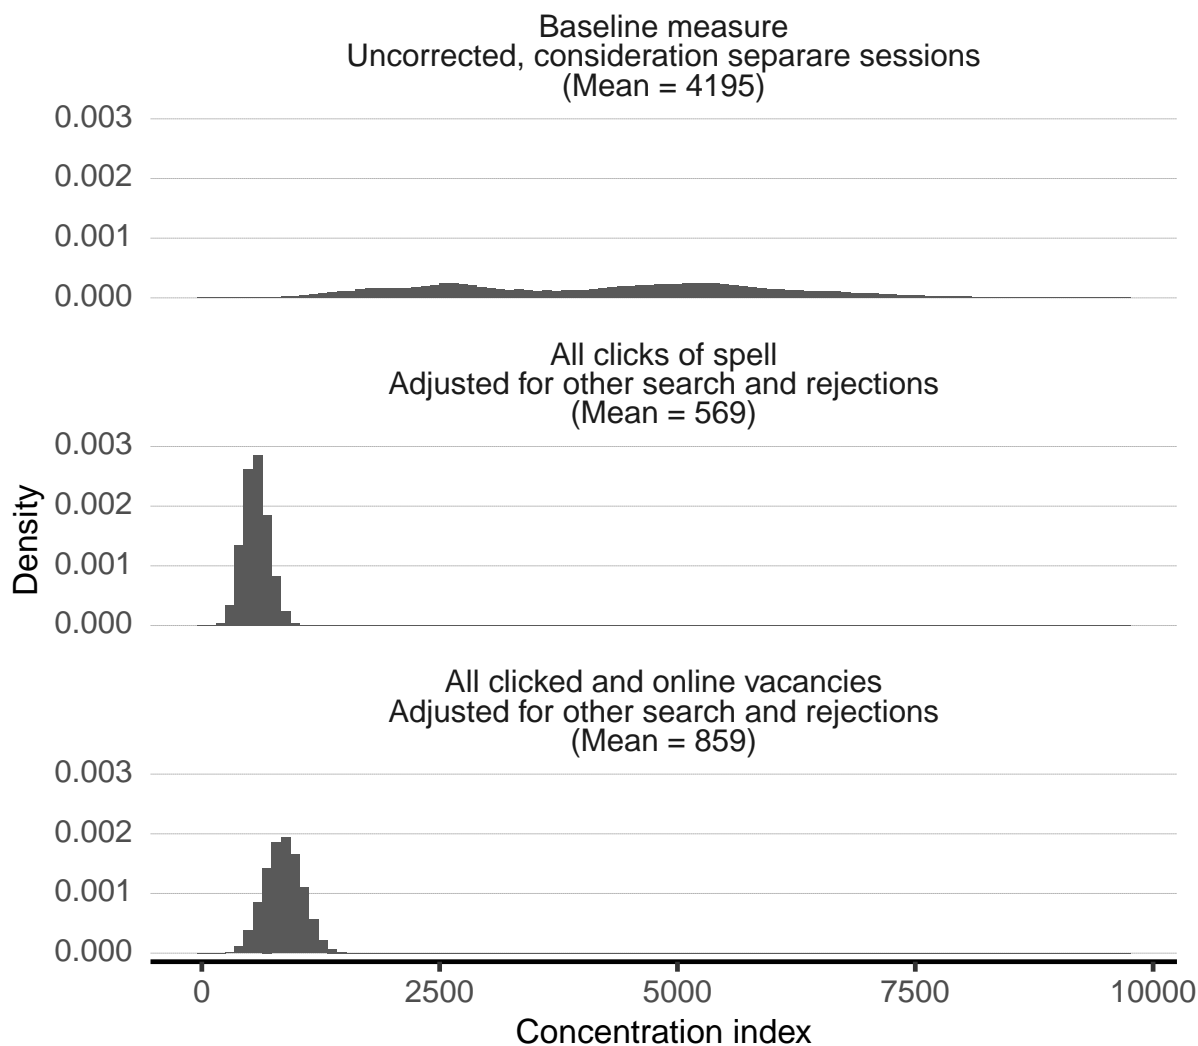 Baseline measure
Uncorrected, consideration separare sessions
(Mean = 4195)
0.003
0.002
0.001
0.000
All clicks of spell
Adjusted for other search and rejections
(Mean = 569)
0.003
0.002
0.001
0.000
Density
All clicked and online vacancies
Adjusted for other search and rejections
(Mean = 859)
0.003
0.002
0.001
0.000
0 2500 5000 7500 10000
Concentration index